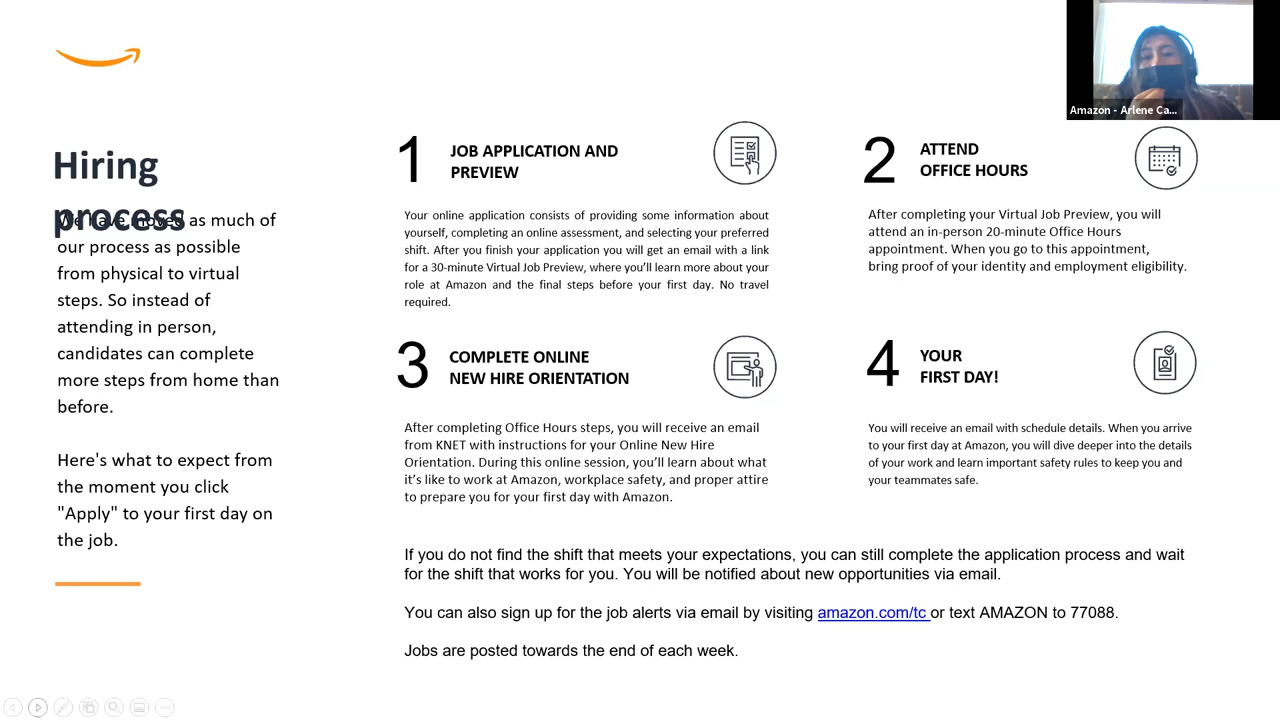 Amazon - Arlene Ca...
Hiring
process
We have moved as much of
our process as possible
from physical to virtual
steps. So instead of
attending in person,
candidates can complete
more steps from home than
before.
Here's what to expect from
the moment you click
"Apply" to your first day on
the job.
1
JOB APPLICATION AND
PREVIEW
Your online application consists of providing some information about
yourself, completing an online assessment, and selecting your preferred
shift. After you finish your application you will get an email with a link
for a 30-minute Virtual Job Preview, where you’ll learn more about your
role at Amazon and the final steps before your first day. No travel
required.
2
ATTEND
OFFICE HOURS
After completing your Virtual Job Preview, you will
attend an in-person 20-minute Office Hours
appointment. When you go to this appointment,
bring proof of your identity and employment eligibility.
3
COMPLETE ONLINE
NEW HIRE ORIENTATION
After completing Office Hours steps, you will receive an email
from KNET with instructions for your Online New Hire
Orientation. During this online session, you’ll learn about what
it’s like to work at Amazon, workplace safety, and proper attire
to prepare you for your first day with Amazon.
4
YOUR
FIRST DAY!
You will receive an email with schedule details. When you arrive
to your first day at Amazon, you will dive deeper into the details
of your work and learn important safety rules to keep you and
your teammates safe.
If you do not find the shift that meets your expectations, you can still complete the application process and wait
for the shift that works for you. You will be notified about new opportunities via email.
You can also sign up for the job alerts via email by visiting amazon.com/tc or text AMAZON to 77088.
Jobs are posted towards the end of each week.